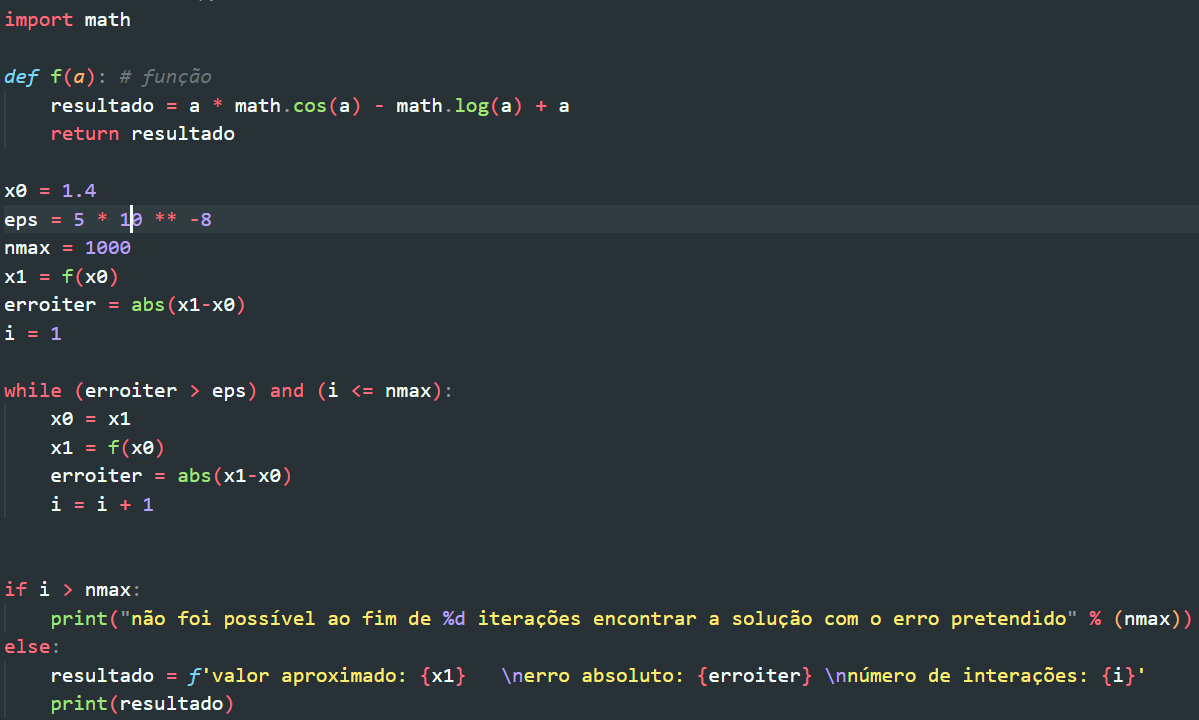 import math
def f(a): # função
    resultado = a * math.cos(a) - math.log(a) + a
    return resultado
x0 = 1.4
eps = 5 * 10 ** -8
nmax = 1000
x1 = f(x0)
erroiter = abs(x1-x0)
i = 1
while (erroiter > eps) and (i <= nmax):
    x0 = x1
    x1 = f(x0)
    erroiter = abs(x1-x0)
    i = i + 1
if i > nmax:
    print("não foi possível ao fim de %d iterações encontrar a solução com o erro pretendido" % (nmax))
else:
    resultado = f'valor aproximado: {x1}   \nerro absoluto: {erroiter} \nnúmero de interações: {i}'
    print(resultado)